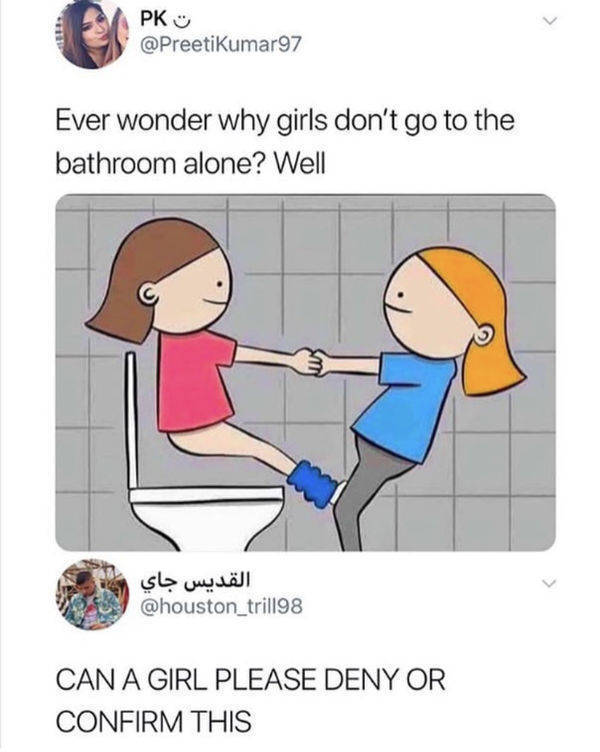 PK ت
@PreetiKumar97
Ever wonder why girls don't go to the
bathroom alone? Well
القديس جاي
@houston_trill98
CAN A GIRL PLEASE DENY OR
CONFIRM THIS